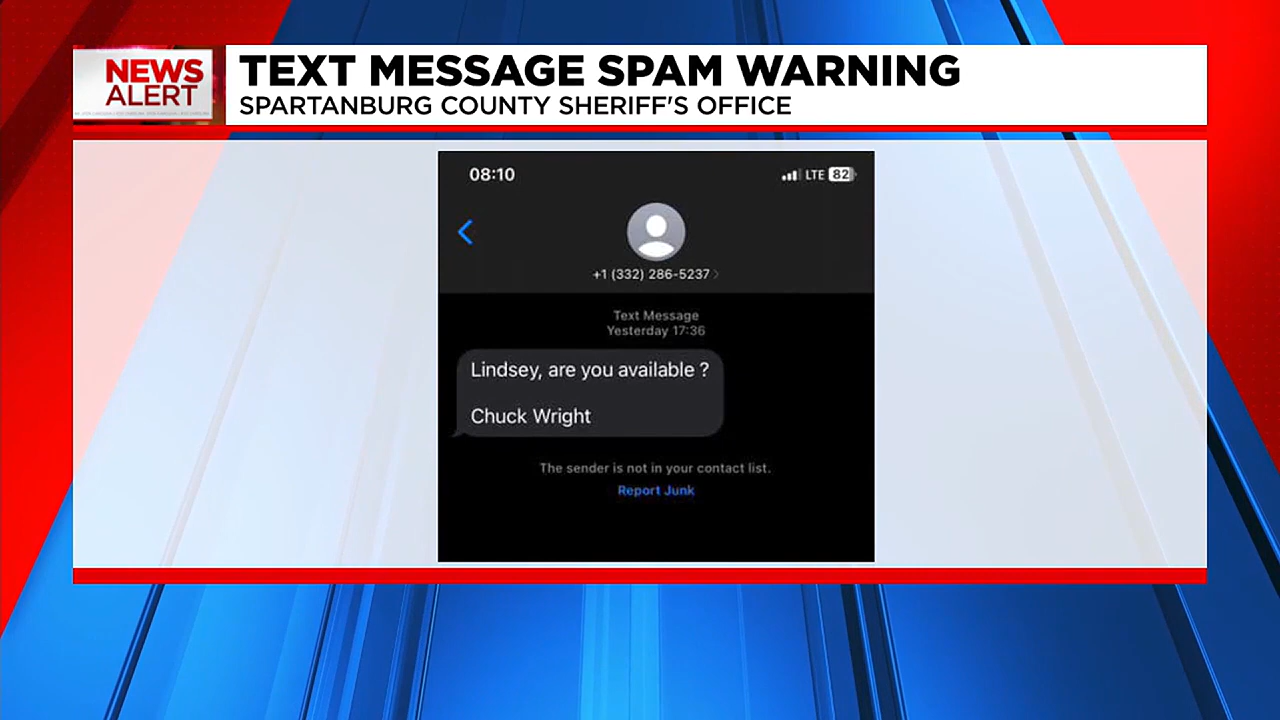 NEWS
ALERT
TEXT MESSAGE SPAM WARNING
SPARTANBURG COUNTY SHERIFF'S OFFICE
08:10
LTE 82
+1 (332) 286-5237
Text Message
Yesterday 17:36
Lindsey, are you available ?
Chuck Wright
The sender is not in your contact list.
Report Junk